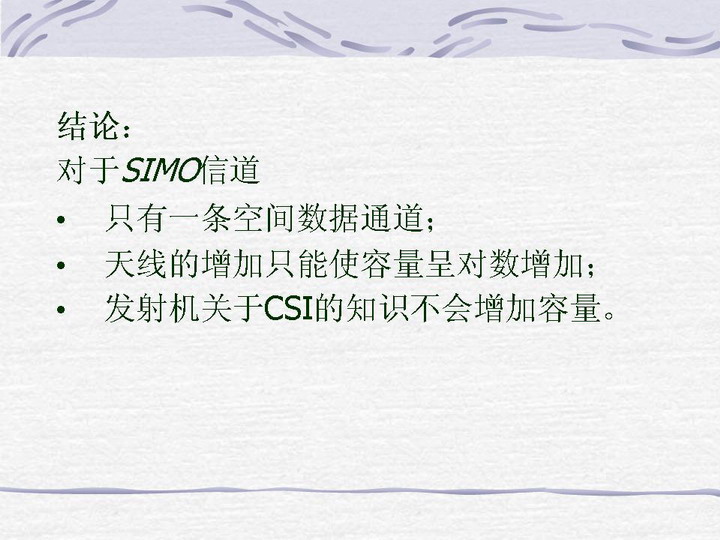 结论：
对于SIMO信道
• 只有一条空间数据通道；
• 天线的增加只能使容量呈对数增加；
• 发射机关于CSI的知识不会增加容量。